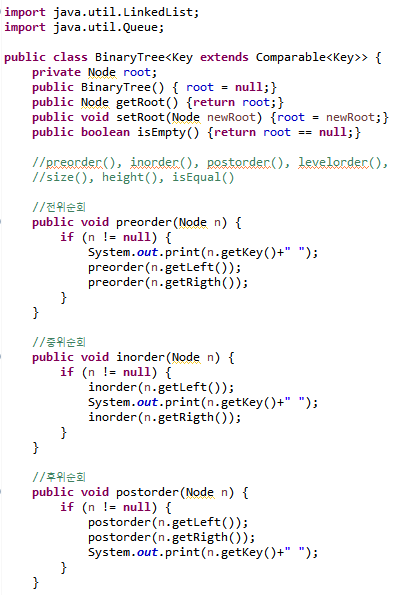 import java.util.LinkedList;
import java.util.Queue;
public class BinaryTree<Key extends Comparable<Key>> {
private Node root;
public BinaryTree() { root = null;}
public Node getRoot() {return root;}
public void setRoot(Node newRoot) {root = newRoot;}
public boolean isEmpty() {return root == null;}
//preorder(), inorder(), postorder(), levelorder(),
//size(), height(), isEqual()
//전위순회
public void preorder(Node n) {
if (n != null) {
System.out.print(n.getKey()+" ");
preorder(n.getLeft());
preorder(n.getRigth());
}
}
//중위순회
public void inorder(Node n) {
if (n != null) {
inorder(n.getLeft());
System.out.print(n.getKey()+" ");
inorder(n.getRigth());
}
}
//후위순회
public void postorder(Node n) {
if (n != null) {
postorder(n.getLeft());
postorder(n.getRigth());
System.out.print(n.getKey()+" ");
}
}